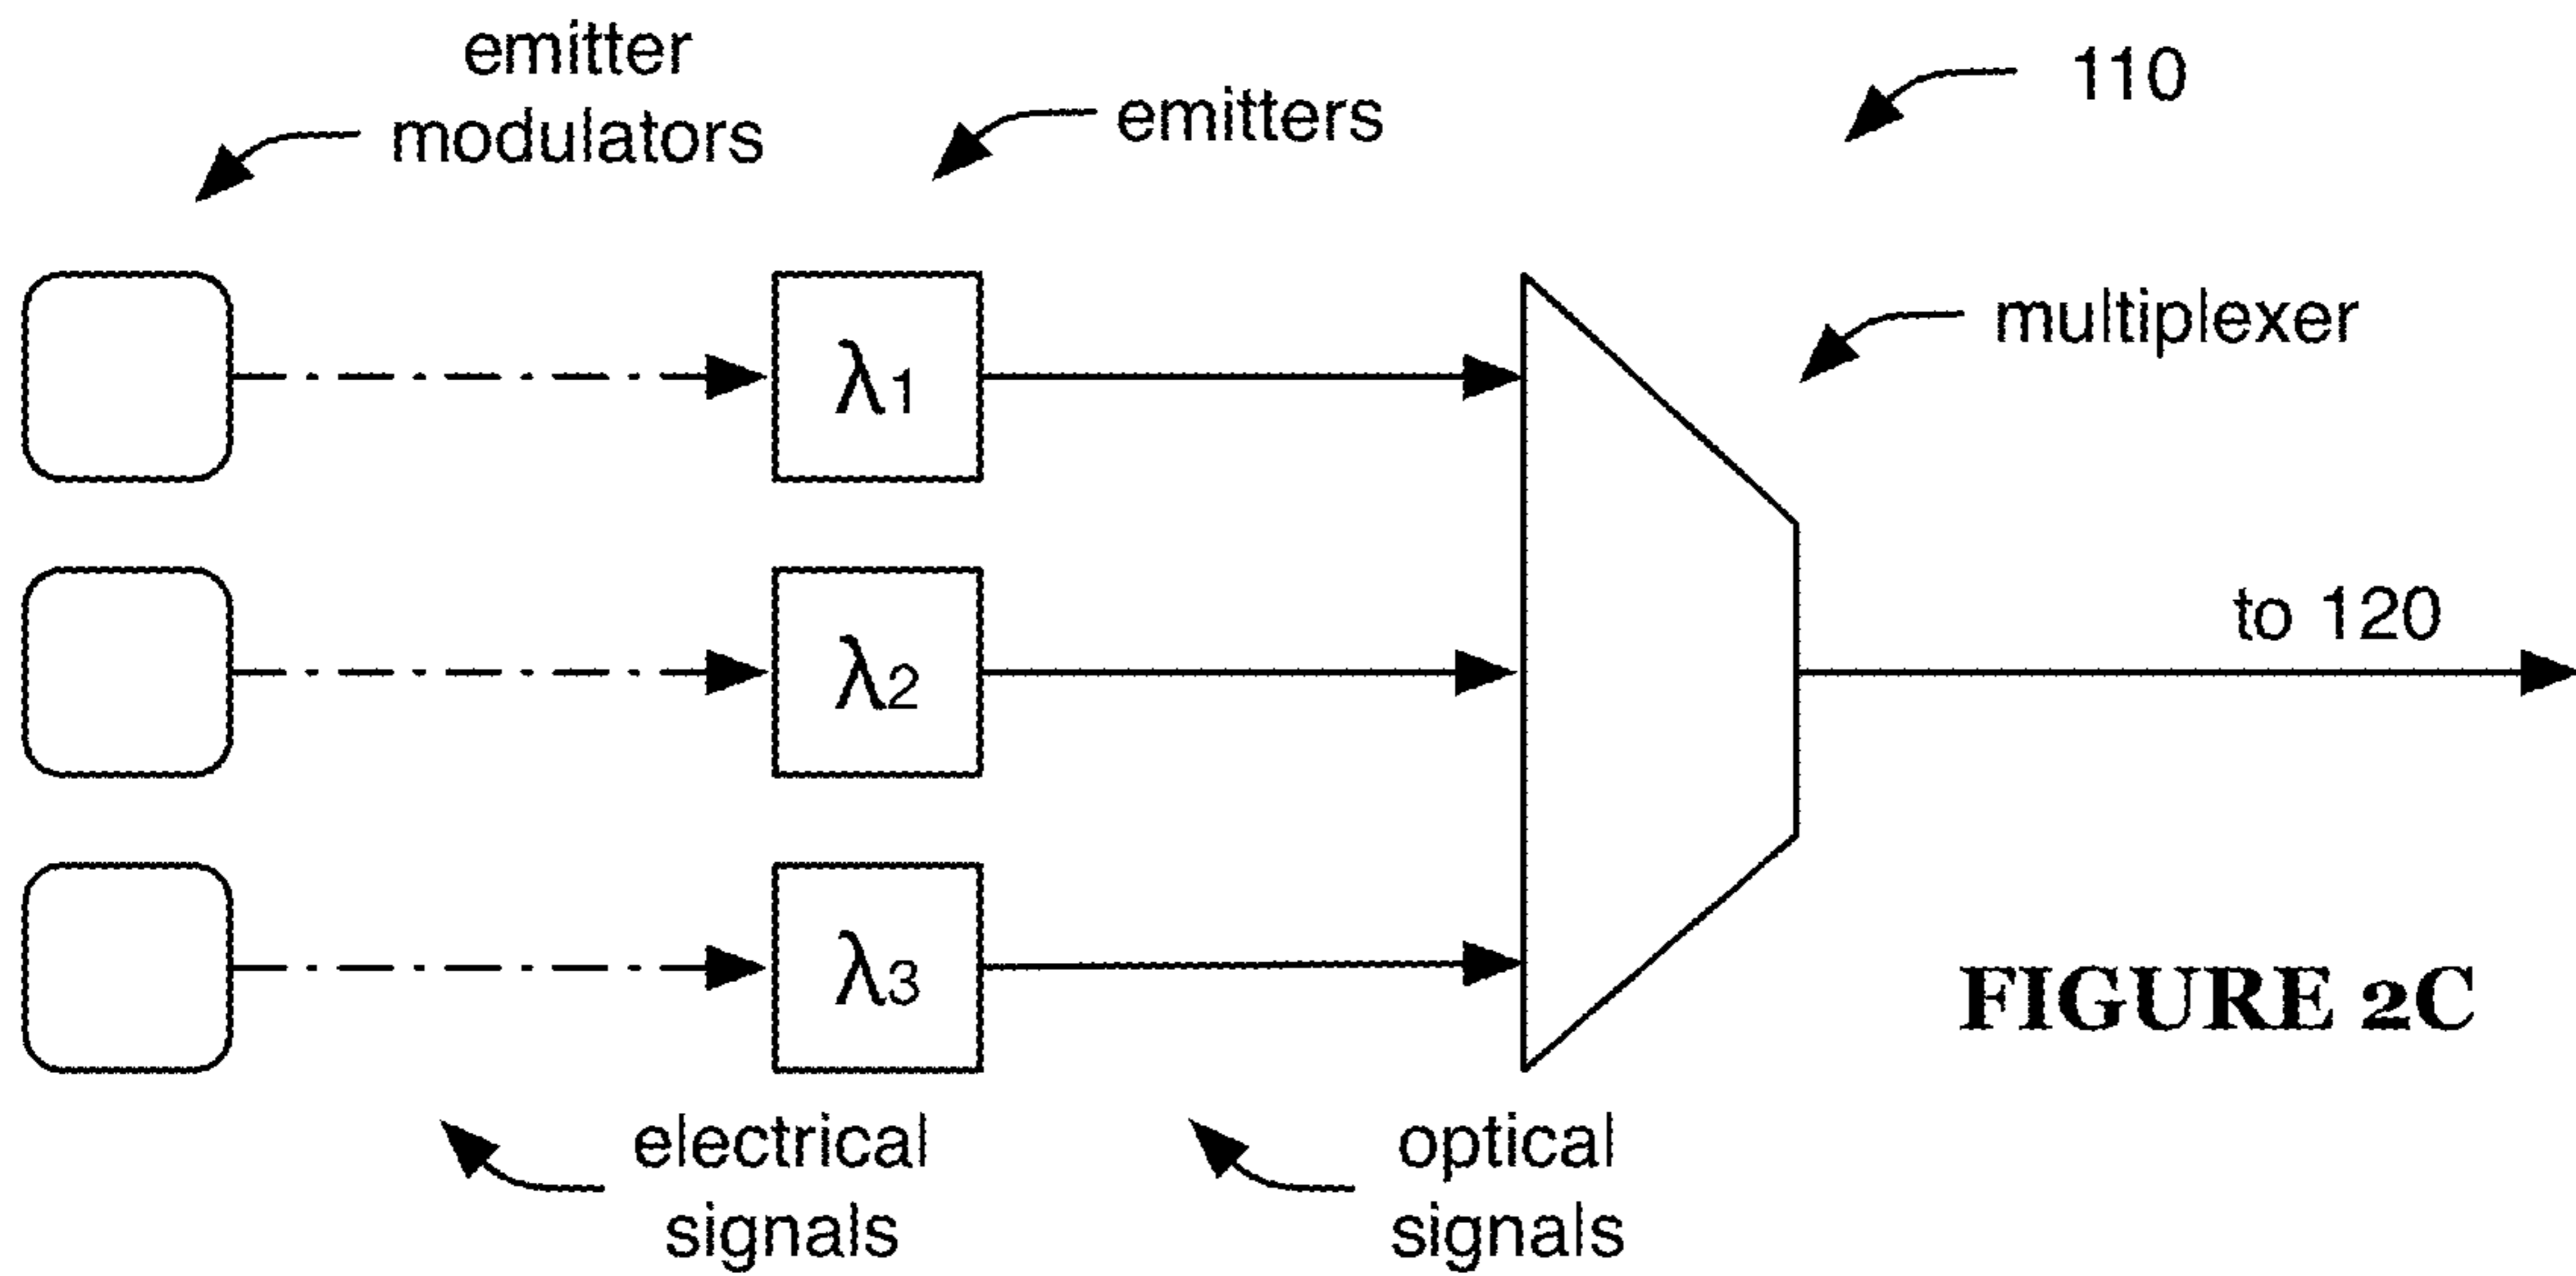 emitter
modulators
emitters
110
multiplexer
λ1
λ2
to 120
λ3
FIGURE 2C
electrical
signals
optical
signals